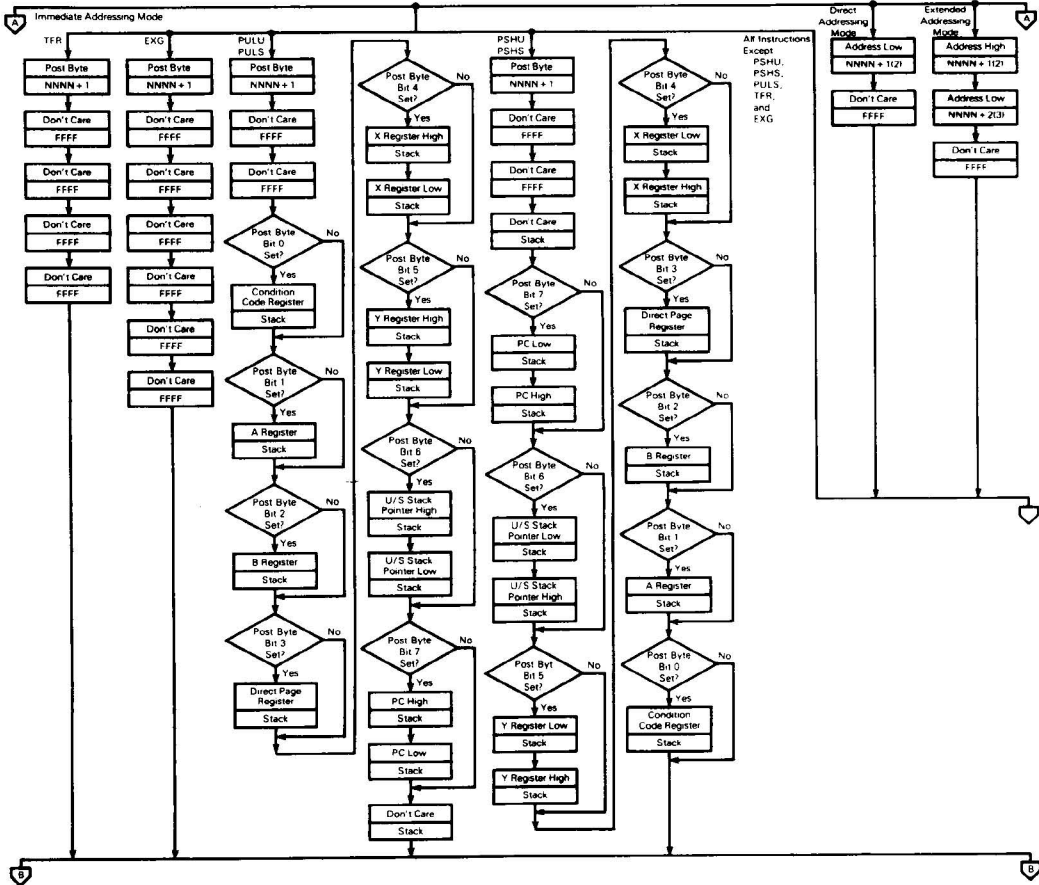 A
Immediate Addressing Mode
TFR
Post Byte
NNNN + 1
Don't Care
FFFF
Don't Care
FFFF
Don't Care
FFFF
Don't Care
FFFF
EXG
Post Byte
NNNN + 1
Don't Care
FFFF
Don't Care
FFFF
Don't Care
FFFF
Don't Care
FFFF
Don't Care
FFFF
Don't Care
FFFF
PULU
PULS
Post Byte
NNNN + 1
Don't Care
FFFF
Don't Care
FFFF
Post Byte
Bit 0
Set?
No
Yes
Condition
Code Register
Stack
Post Byte
Bit 1
Set?
No
Yes
A Register
Stack
Post Byte
Bit 2
Set?
No
Yes
B Register
Stack
Post Byte
Bit 3
Set?
No
Yes
Direct Page
Register
Stack
Post Byte
Bit 4
Set?
No
Yes
X Register High
Stack
X Register Low
Stack
Post Byte
Bit 5
Set?
No
Yes
Y Register High
Stack
Y Register Low
Stack
Post Byte
Bit 6
Set?
No
Yes
U/S Stack
Pointer High
Stack
U/S Stack
Pointer Low
Stack
Post Byte
Bit 7
Set?
No
Yes
PC High
Stack
PC Low
Stack
Don't Care
Stack
PSHU
PSHS
Post Byte
NNNN + 1
Don't Care
FFFF
Don't Care
FFFF
Don't Care
Stack
Post Byte
Bit 7
Set?
No
Yes
PC Low
Stack
PC High
Stack
Post Byte
Bit 6
Set?
No
Yes
U/S Stack
Pointer Low
Stack
U/S Stack
Pointer High
Stack
Post Byt
Bit 5
Set?
No
Yes
Y Register Low
Stack
Y Register High
Stack
Post Byte
Bit 4
Set?
No
Yes
X Register Low
Stack
X Register High
Stack
Post Byte
Bit 3
Set?
No
Yes
Direct Page
Register
Stack
Post Byte
Bit 2
Set?
No
Yes
B Register
Stack
Post Byte
Bit 1
Set?
No
Yes
A Register
Stack
Post Byte
Bit 0
Set?
No
Yes
Condition
Code Register
Stack
All Instructions
Except
PSHU,
PSHS,
PULS,
TFR,
and
EXG
Direct
Addressing
Mode
Address Low
NNNN + 1(2)
Don't Care
FFFF
Extended
Addressing
Mode
Address High
NNNN + 1(2)
Address Low
NNNN + 2(3)
Don't Care
FFFF
A
B
B